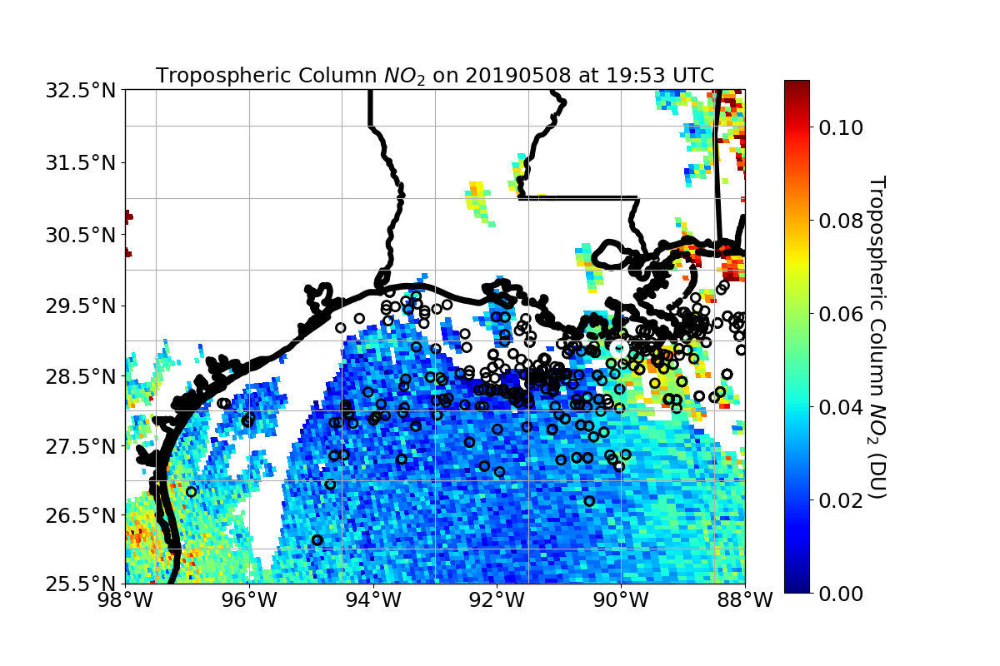 Tropospheric Column NO₂ on 20190508 at 19:53 UTC
32.5°N
31.5°N
30.5°N
29.5°N
28.5°N
27.5°N
26.5°N
25.5°N
98°W 96°W 94°W 92°W 90°W 88°W
0.10
0.08
0.06
0.04
0.02
0.00
Tropospheric Column NO₂ (DU)